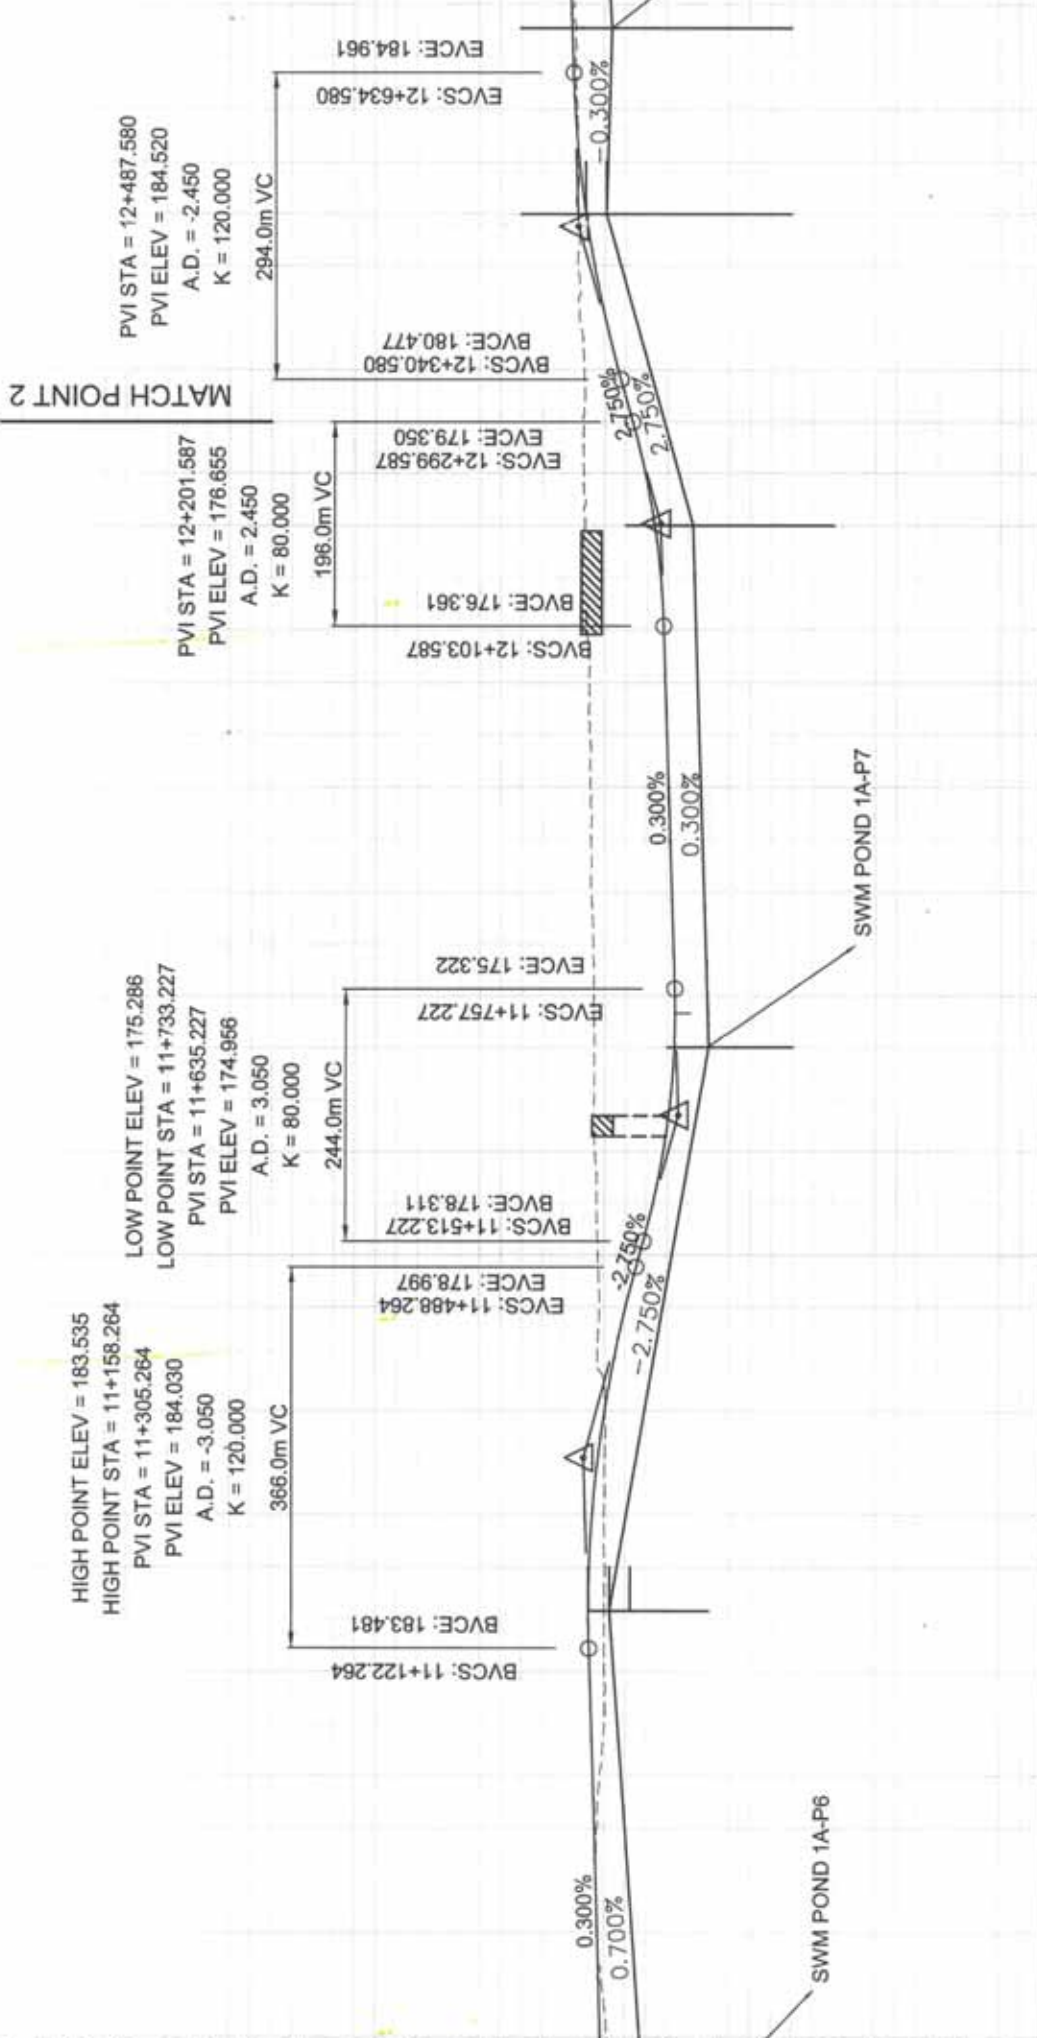 HIGH POINT ELEV = 183.535
HIGH POINT STA = 11+158.264
PVI STA = 11+305.264
PVI ELEV = 184.030
A.D. = -3.050
K = 120.000
366.0m VC
BVCS: 11+122.264
BVCE: 183.481
EVCS: 11+488.264
EVCE: 178.997
LOW POINT ELEV = 175.286
LOW POINT STA = 11+733.227
PVI STA = 11+635.227
PVI ELEV = 174.956
A.D. = 3.050
K = 80.000
244.0m VC
BVCS: 11+513.227
BVCE: 178.311
EVCS: 11+757.227
EVCE: 175.322
PVI STA = 12+201.587
PVI ELEV = 176.655
A.D. = 2.450
K = 80.000
196.0m VC
BVCS: 12+103.587
BVCE: 176.361
EVCS: 12+299.587
EVCE: 179.350
MATCH POINT 2
PVI STA = 12+487.580
PVI ELEV = 184.520
A.D. = -2.450
K = 120.000
294.0m VC
BVCS: 12+340.580
BVCE: 180.477
EVCS: 12+634.580
EVCE: 184.961
0.300%
0.700%
-2.750%
-2.750%
0.300%
0.300%
2.750%
2.750%
-0.300%
SWM POND 1A-P6
SWM POND 1A-P7